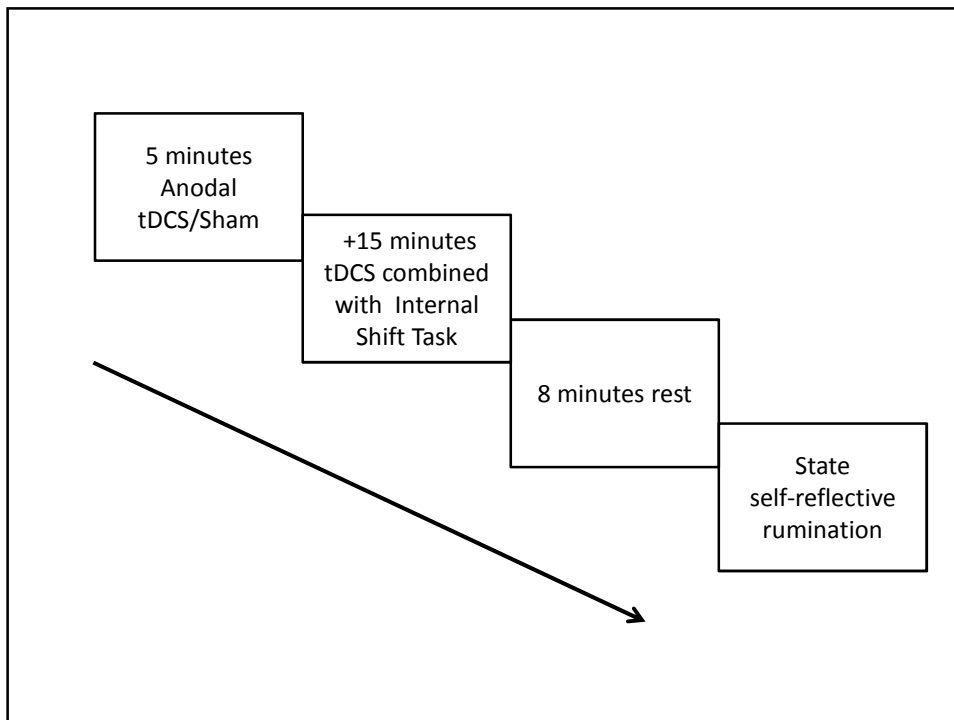 5 minutes
Anodal
tDCS/Sham
+15 minutes
tDCS combined
with Internal
Shift Task
8 minutes rest
State
self-reflective
rumination